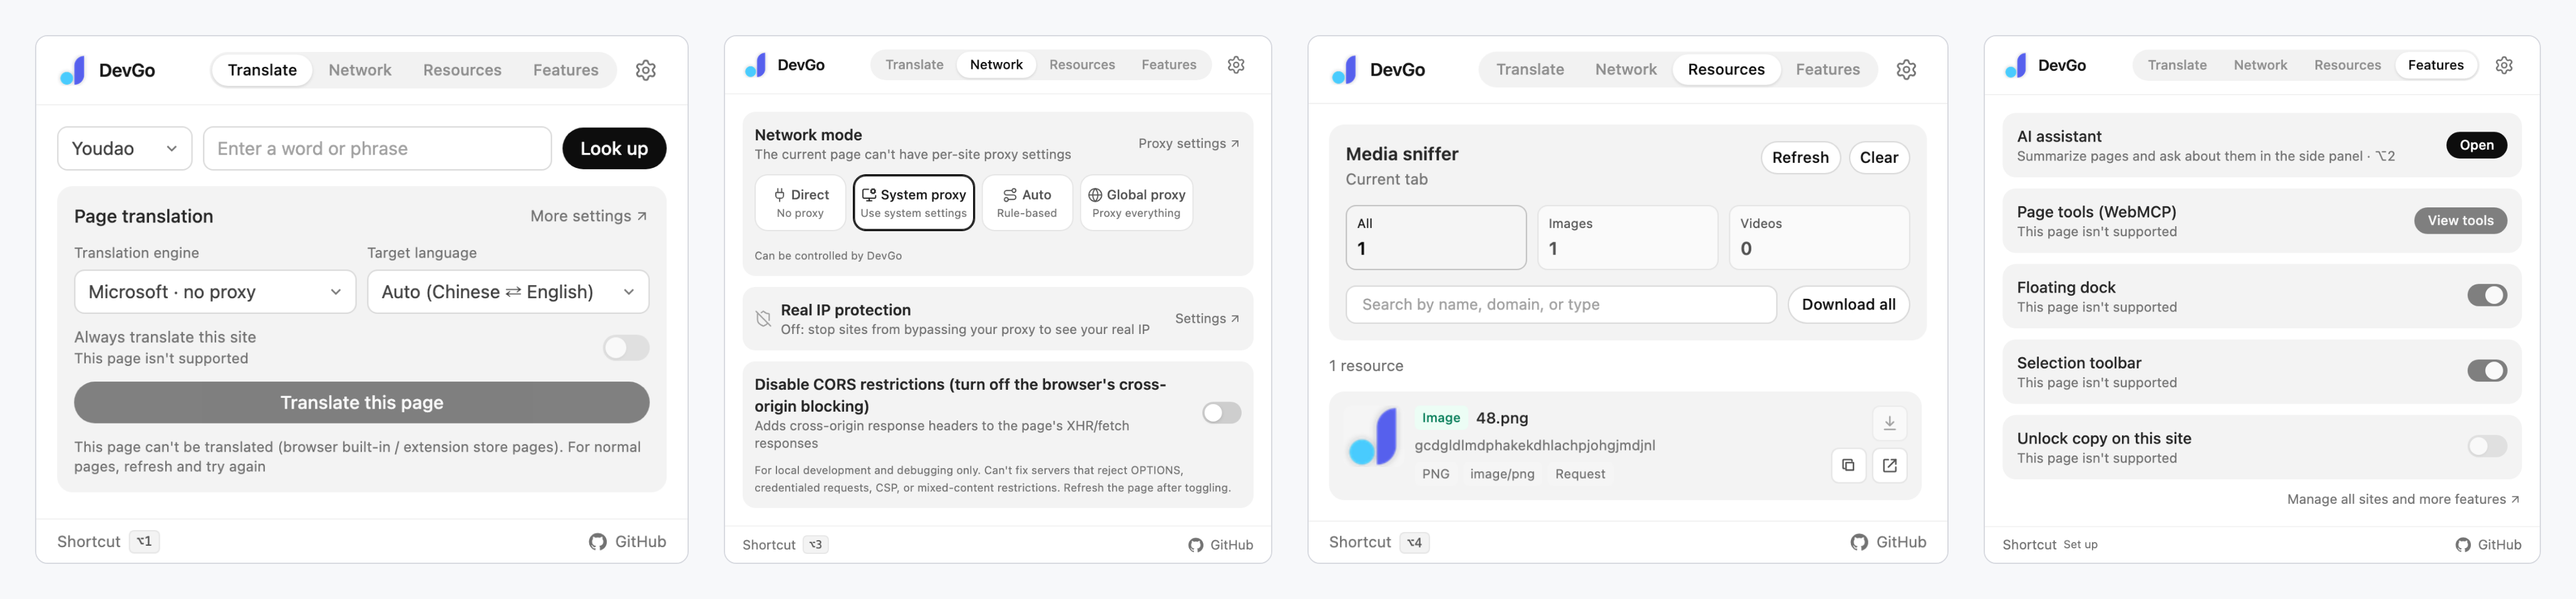 DevGo
Translate Network Resources Features
Youdao Enter a word or phrase Look up
Page translation More settings ↗
Translation engine Target language
Microsoft · no proxy Auto (Chinese ⇄ English)
Always translate this site
This page isn't supported
Translate this page
This page can't be translated (browser built-in / extension store pages). For normal
pages, refresh and try again
Shortcut ⌥1 GitHub
DevGo
Translate Network Resources Features
Network mode
The current page can't have per-site proxy settings
Proxy settings ↗
Direct System proxy Auto Global proxy
No proxy Use system settings Rule-based Proxy everything
Can be controlled by DevGo
Real IP protection
Off: stop sites from bypassing your proxy to see your real IP
Settings ↗
Disable CORS restrictions (turn off the browser's cross-
origin blocking)
Adds cross-origin response headers to the page's XHR/fetch
responses
For local development and debugging only. Can't fix servers that reject OPTIONS,
credentialed requests, CSP, or mixed-content restrictions. Refresh the page after toggling.
Shortcut ⌥3 GitHub
DevGo
Translate Network Resources Features
Media sniffer
Current tab
Refresh Clear
All Images Videos
1 1 0
Search by name, domain, or type Download all
1 resource
Image 48.png
gcdgldlmdphakekdhlachpjohgjmdjnl
PNG image/png Request
Shortcut ⌥4 GitHub
DevGo
Translate Network Resources Features
AI assistant
Summarize pages and ask about them in the side panel · ⌥2
Open
Page tools (WebMCP)
This page isn't supported
View tools
Floating dock
This page isn't supported
Selection toolbar
This page isn't supported
Unlock copy on this site
This page isn't supported
Manage all sites and more features ↗
Shortcut Set up GitHub